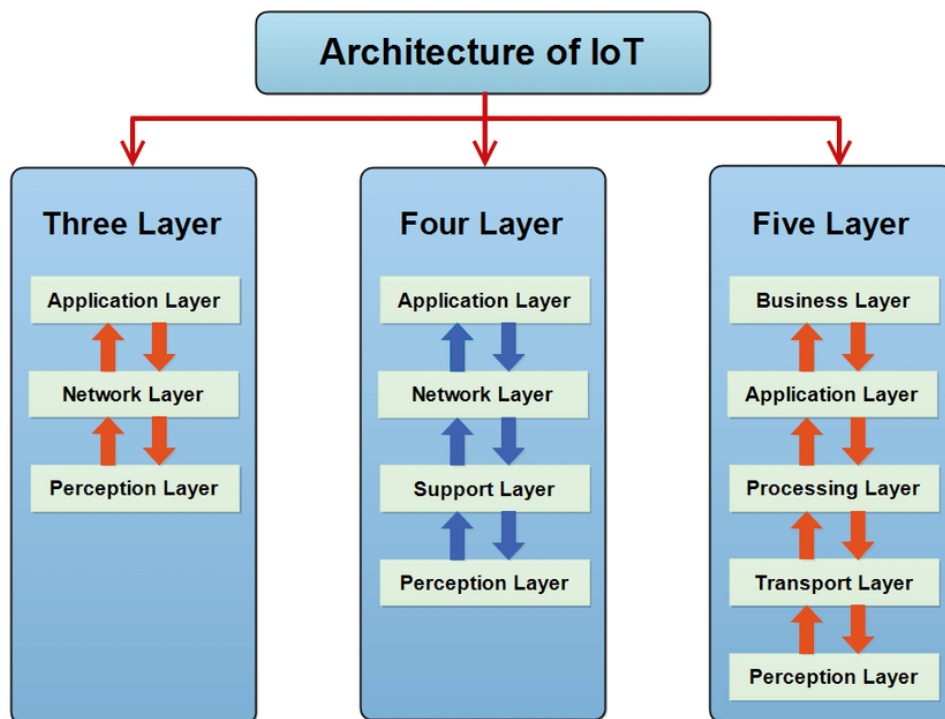 Architecture of IoT
Three Layer
Application Layer
Network Layer
Perception Layer
Four Layer
Application Layer
Network Layer
Support Layer
Perception Layer
Five Layer
Business Layer
Application Layer
Processing Layer
Transport Layer
Perception Layer